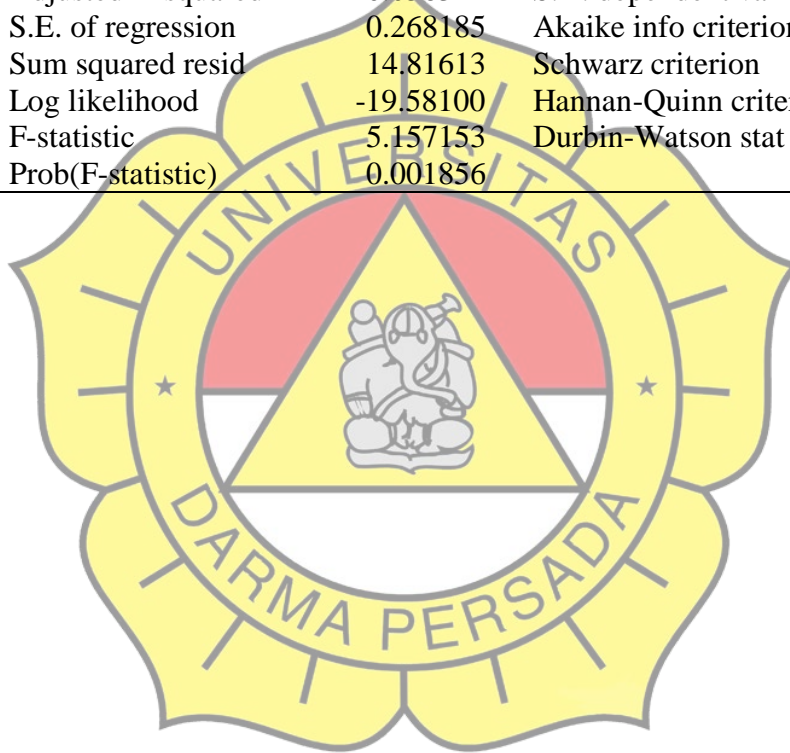 S.E. of regression 0.268185 Akaike info criterion
Sum squared resid 14.81613 Schwarz criterion
Log likelihood -19.58100 Hannan-Quinn
F-statistic 5.157153 Durbin-Watson stat
Prob(F-statistic) 0.001856
UNIVERSITAS
DARMA PERSADA